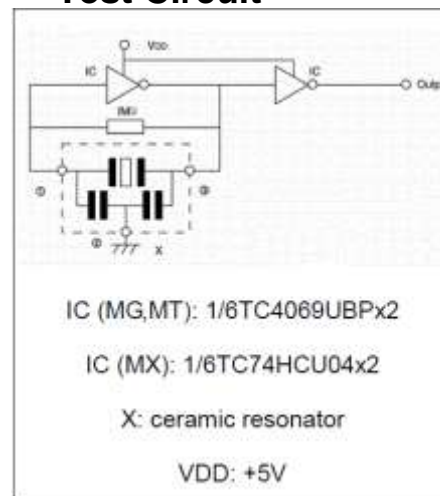 Test Circuit
VDD
IC
IC
Output
1MΩ
①
③
②
X
IC (MG,MT): 1/6TC4069UBPx2
IC (MX): 1/6TC74HCU04x2
X: ceramic resonator
VDD: +5V